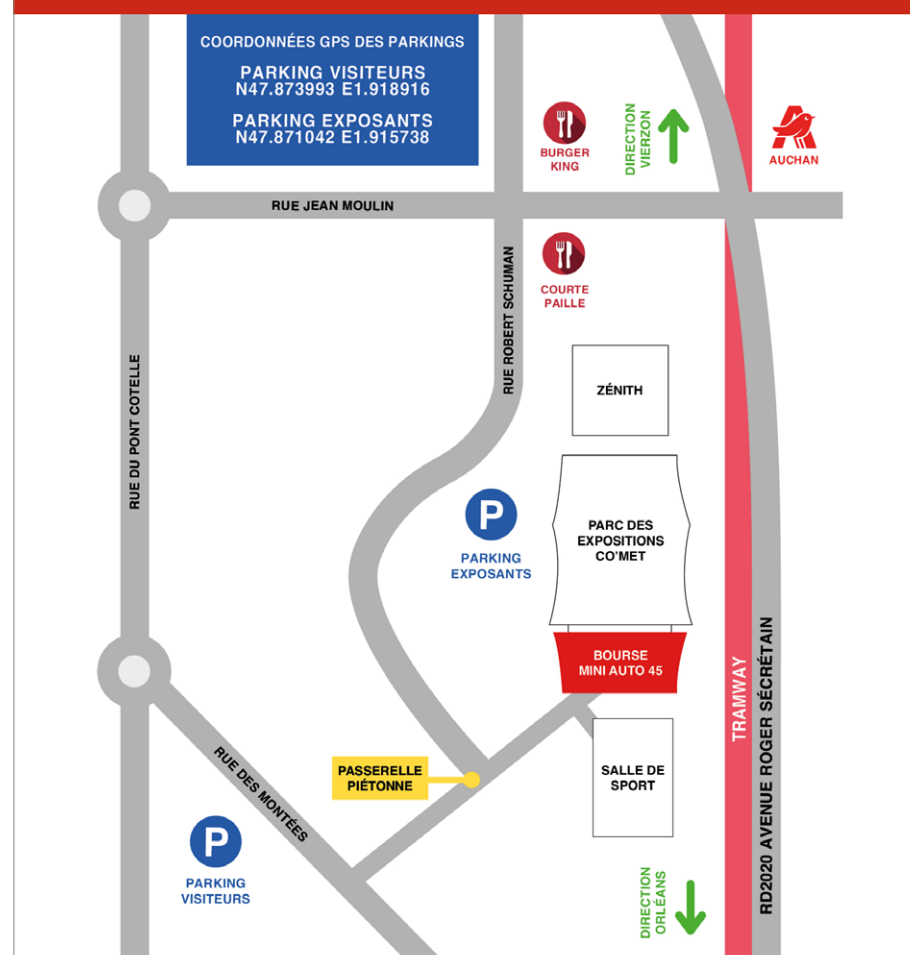 COORDONNÉES GPS DES PARKINGS
PARKING VISITEURS
N47.873993 E1.918916
PARKING EXPOSANTS
N47.871042 E1.915738
BURGER
KING
DIRECTION
VIERZON
AUCHAN
RUE JEAN MOULIN
COURTE
PAILLE
RUE ROBERT SCHUMAN
RUE DU PONT COTELLE
ZÉNITH
P
PARKING
EXPOSANTS
PARC DES
EXPOSITIONS
CO'MET
BOURSE
MINI AUTO 45
TRAMWAY
RD2020 AVENUE ROGER SÉCRÉTAIN
PASSERELLE
PIÉTONNE
SALLE DE
SPORT
RUE DES MONTÉES
P
PARKING
VISITEURS
DIRECTION
ORLÉANS